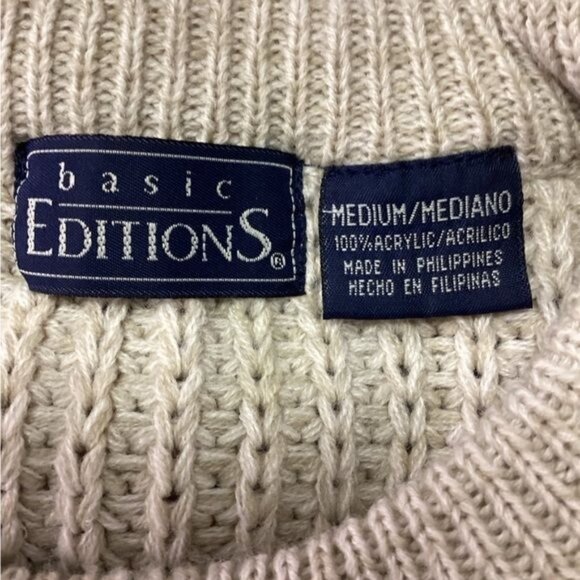 basic
EDITIONS®
MEDIUM/MEDIANO
100% ACRYLIC/ACRILICO
MADE IN PHILIPPINES
HECHO EN FILIPINAS